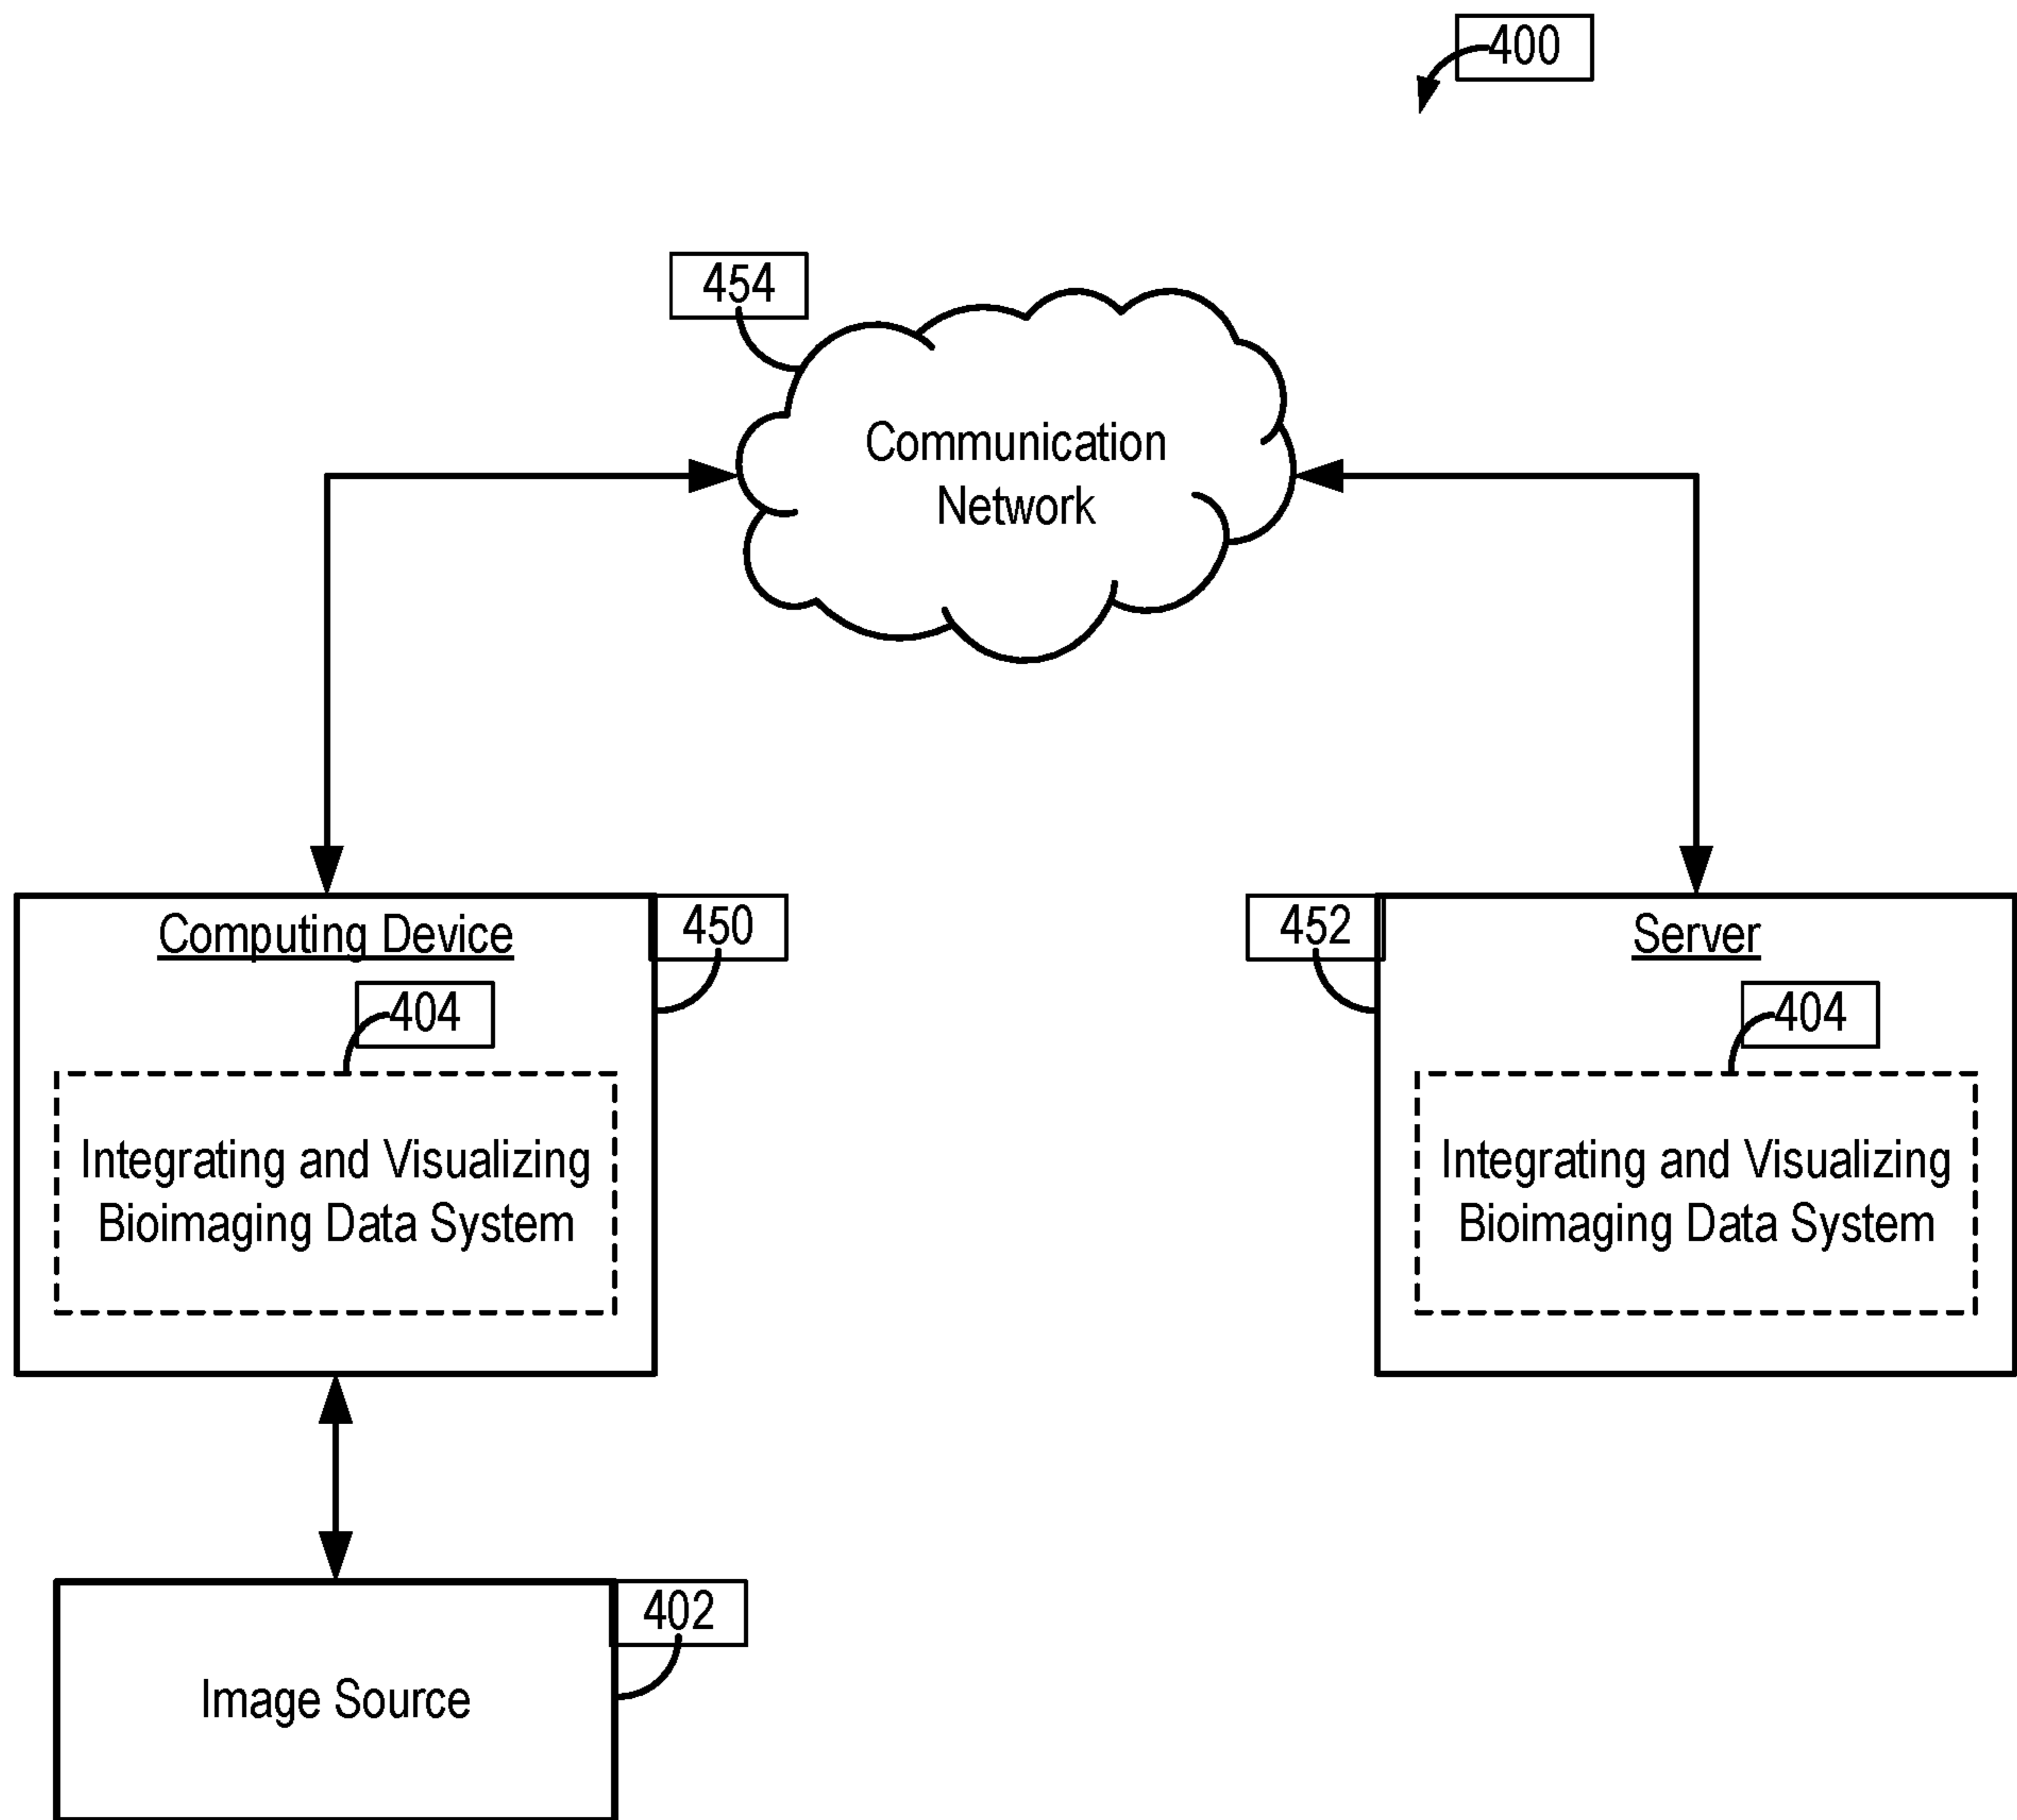 400
454
Communication
Network
Computing Device
450
452
Server
404
404
Integrating and Visualizing
Bioimaging Data System
Integrating and Visualizing
Bioimaging Data System
402
Image Source